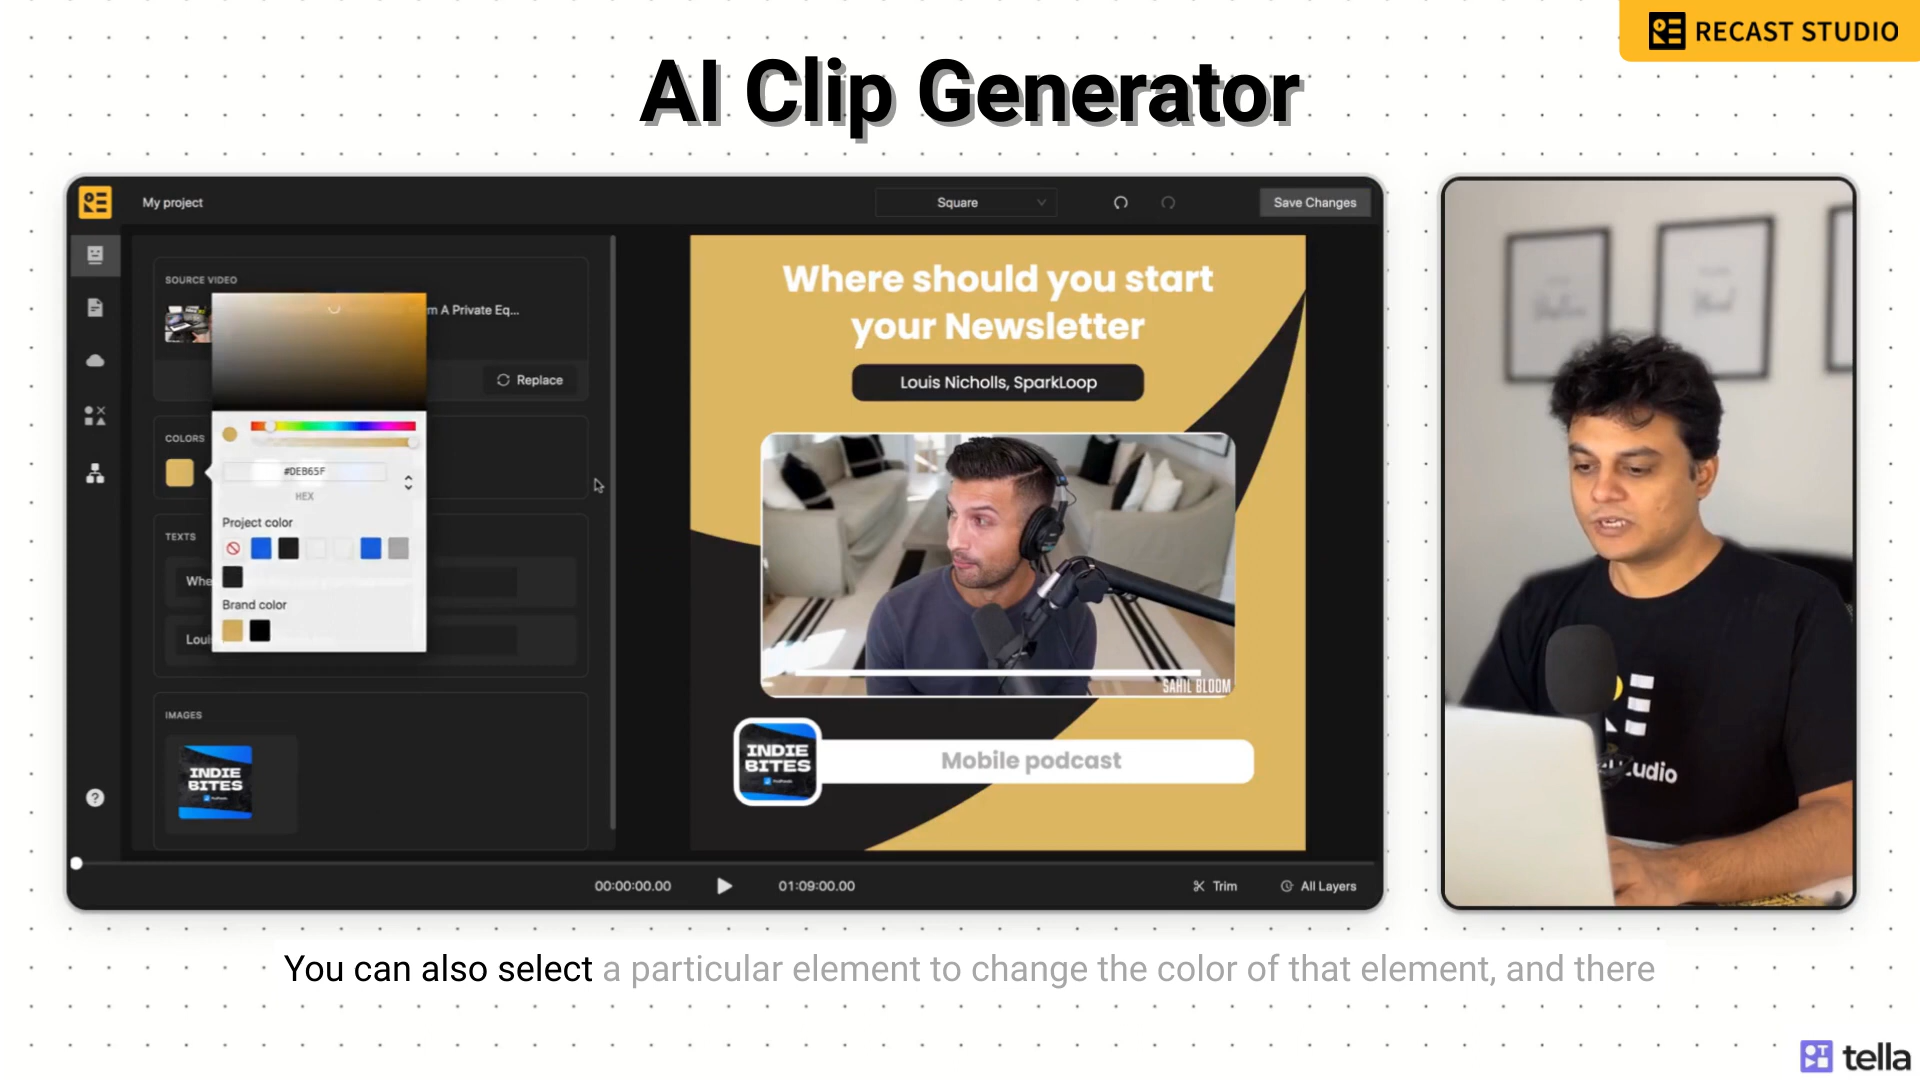 RECAST STUDIO
AI Clip Generator
My project
Square
Save Changes
SOURCE VIDEO
m A Private Eq...
Replace
COLORS
#DEB65F
HEX
Project color
TEXTS
Whe
Brand color
Loui
IMAGES
INDIE
BITES
Where should you start
your Newsletter
Louis Nicholls, SparkLoop
SAHIL BLOOM
INDIE
BITES
Mobile podcast
00:00:00.00
01:09:00.00
Trim
All Layers
You can also select a particular element to change the color of that element, and there
tella